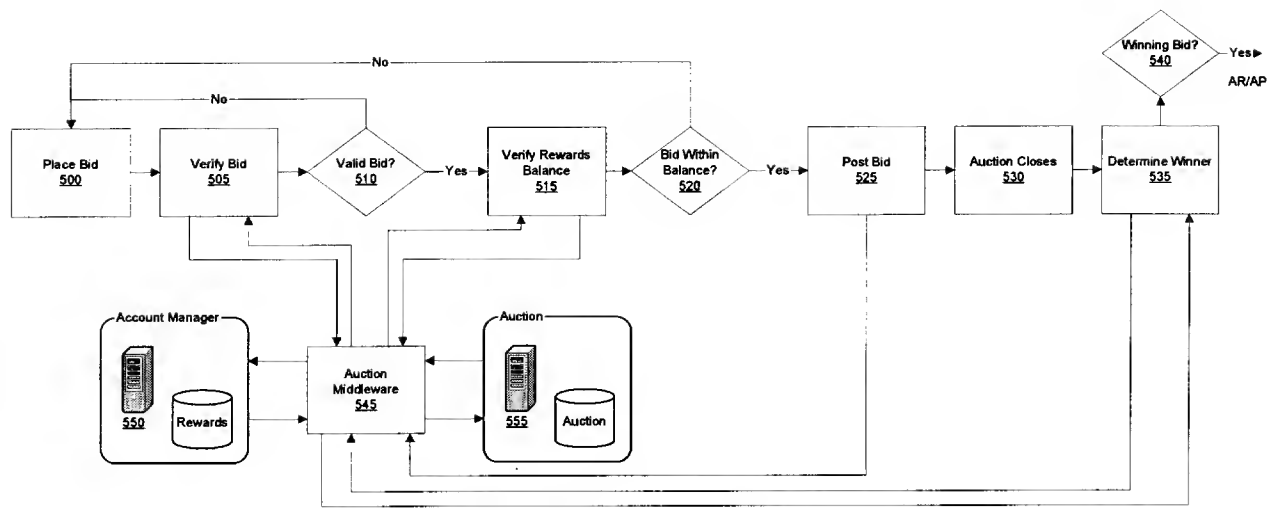 Winning Bid?
540
Yes
AR/AP
No
No
Place Bid
500
Verify Bid
505
Valid Bid?
510
Yes
Verify Rewards
Balance
515
Bid Within
Balance?
520
Yes
Post Bid
525
Auction Closes
530
Determine Winner
535
Account Manager
550
Rewards
Auction
Middleware
545
Auction
555
Auction